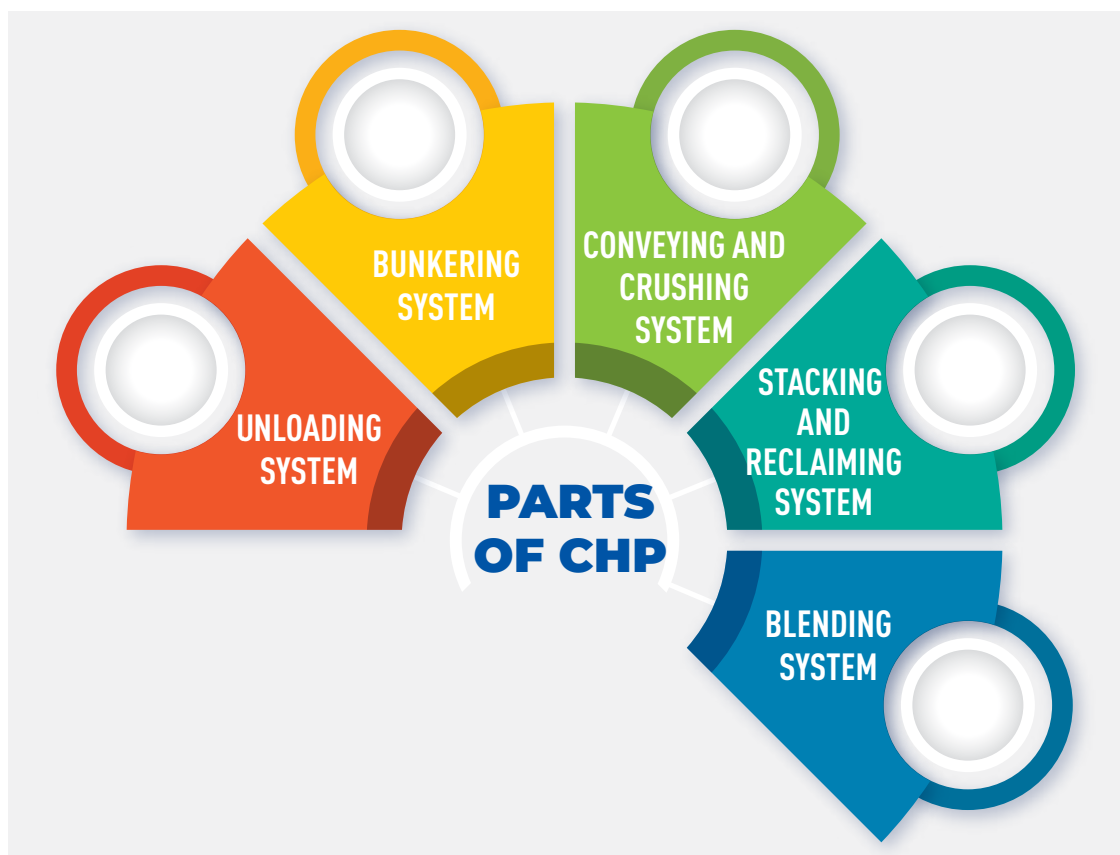 PARTS
OF CHP
UNLOADING
SYSTEM
BUNKERING
SYSTEM
CONVEYING AND
CRUSHING
SYSTEM
STACKING
AND
RECLAIMING
SYSTEM
BLENDING
SYSTEM